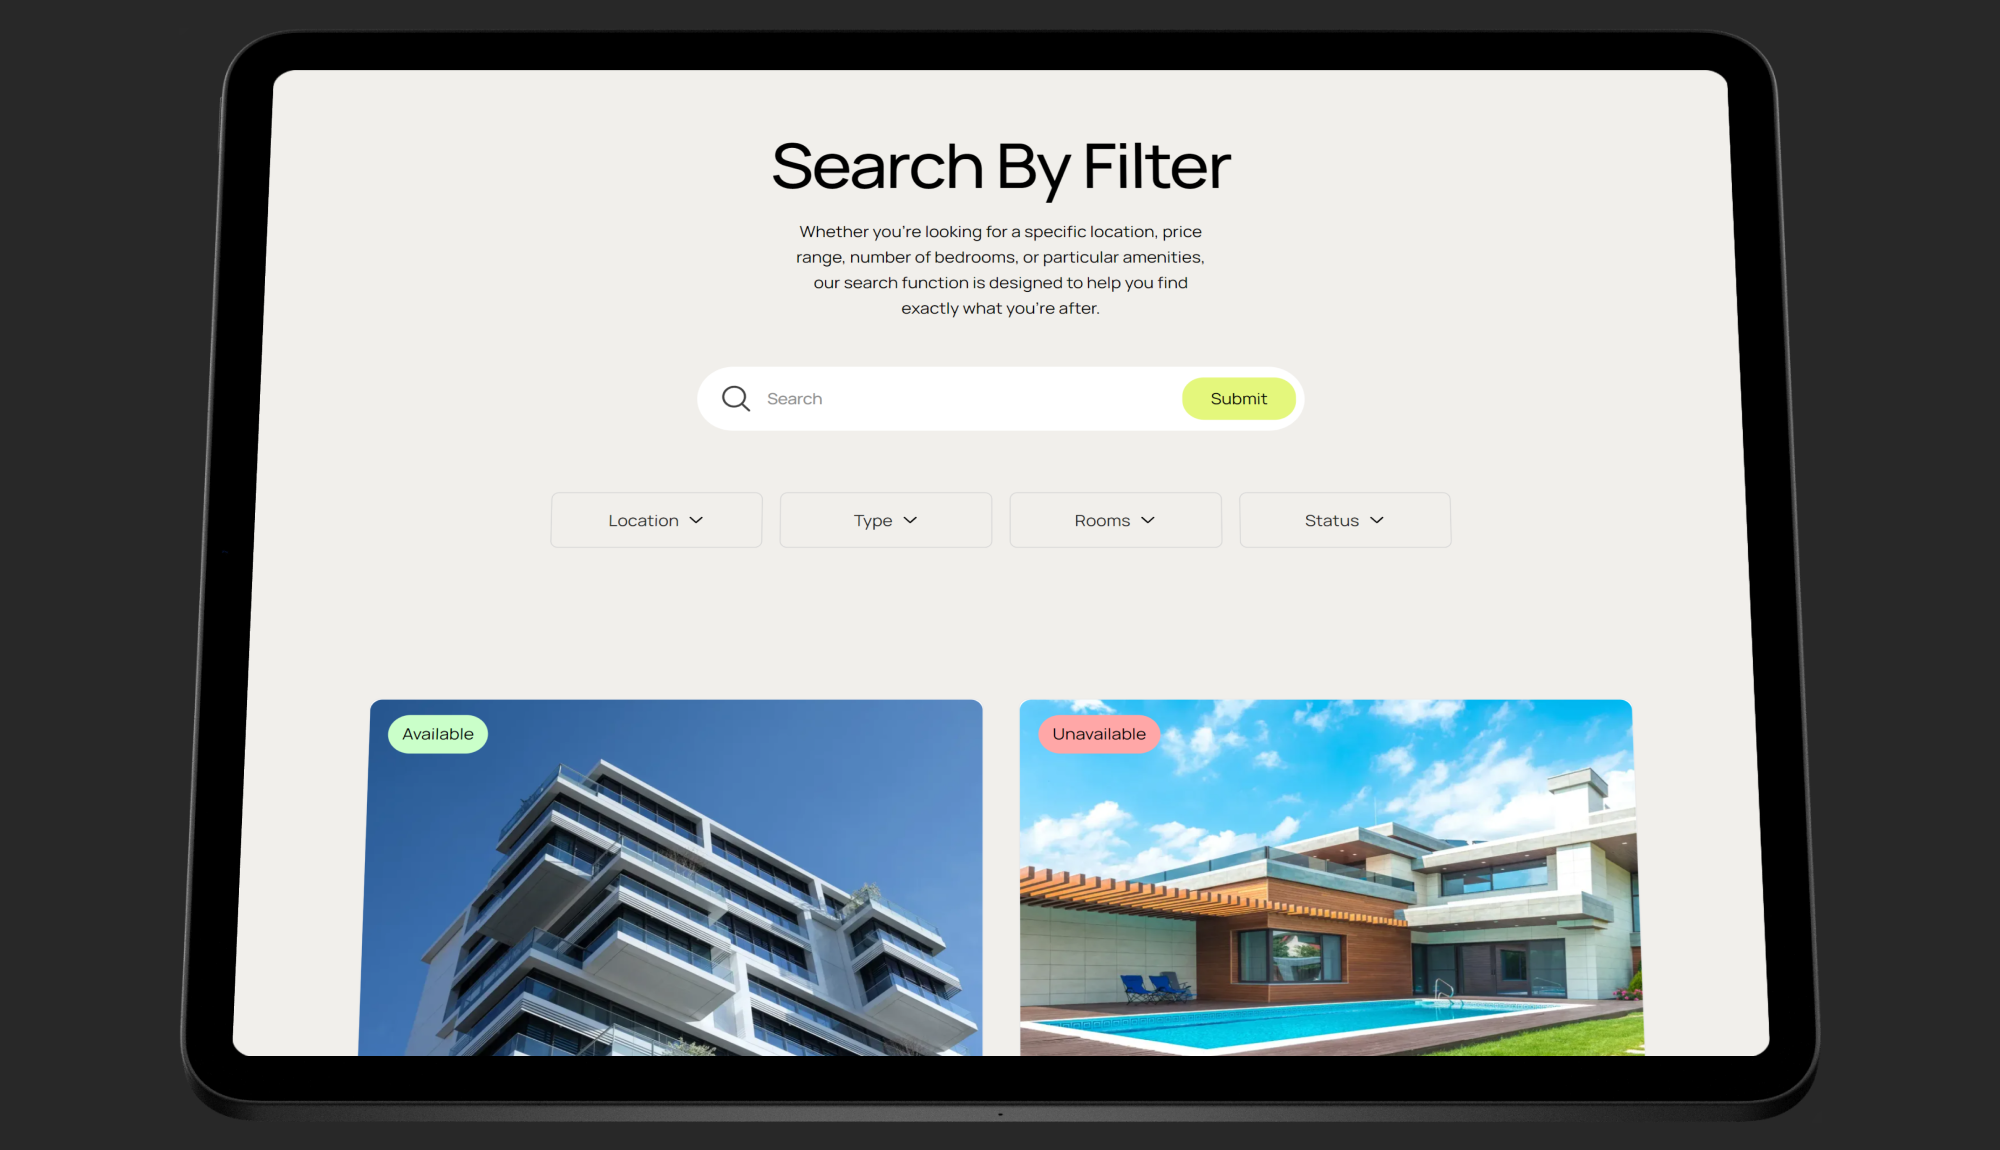 Search By Filter
Whether you're looking for a specific location, price
range, number of bedrooms, or particular amenities,
our search function is designed to help you find
exactly what you're after.
Search
Submit
Location
Type
Rooms
Status
Available
Unavailable